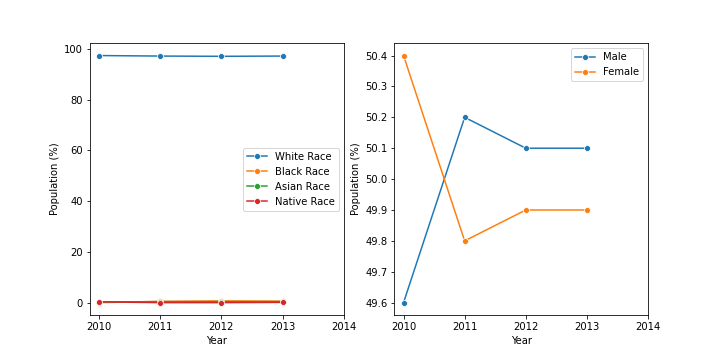 100
80
60
40
20
0
Population (%)
2010 2011 2012 2013 2014
Year
White Race
Black Race
Asian Race
Native Race
50.4
50.3
50.2
50.1
50.0
49.9
49.8
49.7
49.6
Population (%)
2010 2011 2012 2013 2014
Year
Male
Female